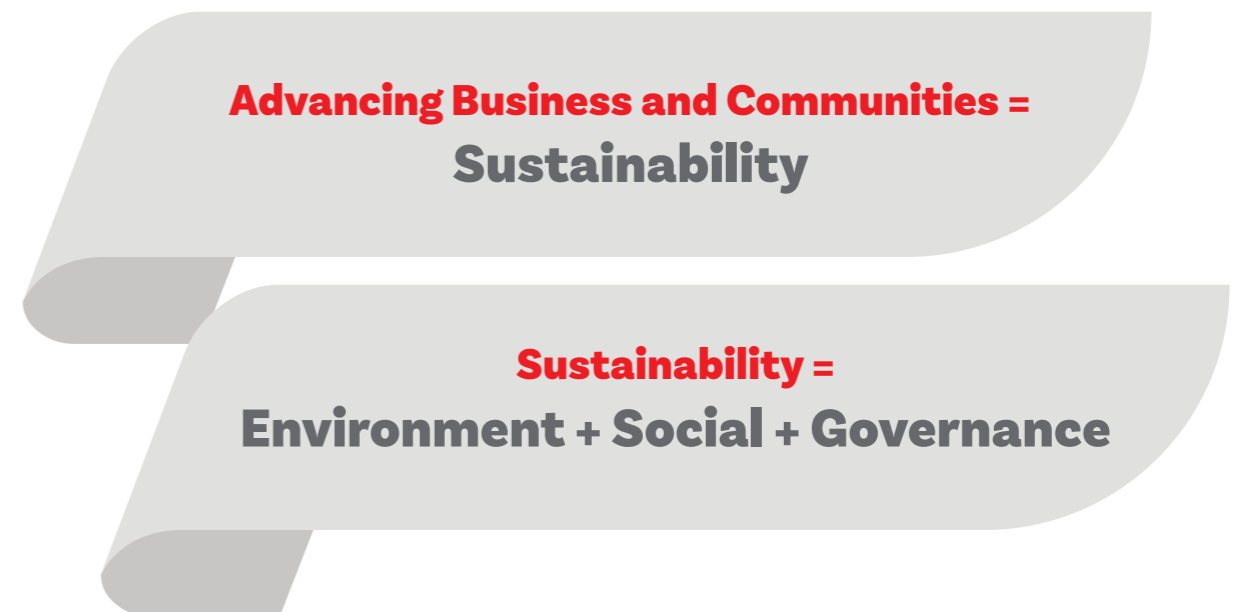 Advancing Business and Communities =
Sustainability
Sustainability =
Environment + Social + Governance